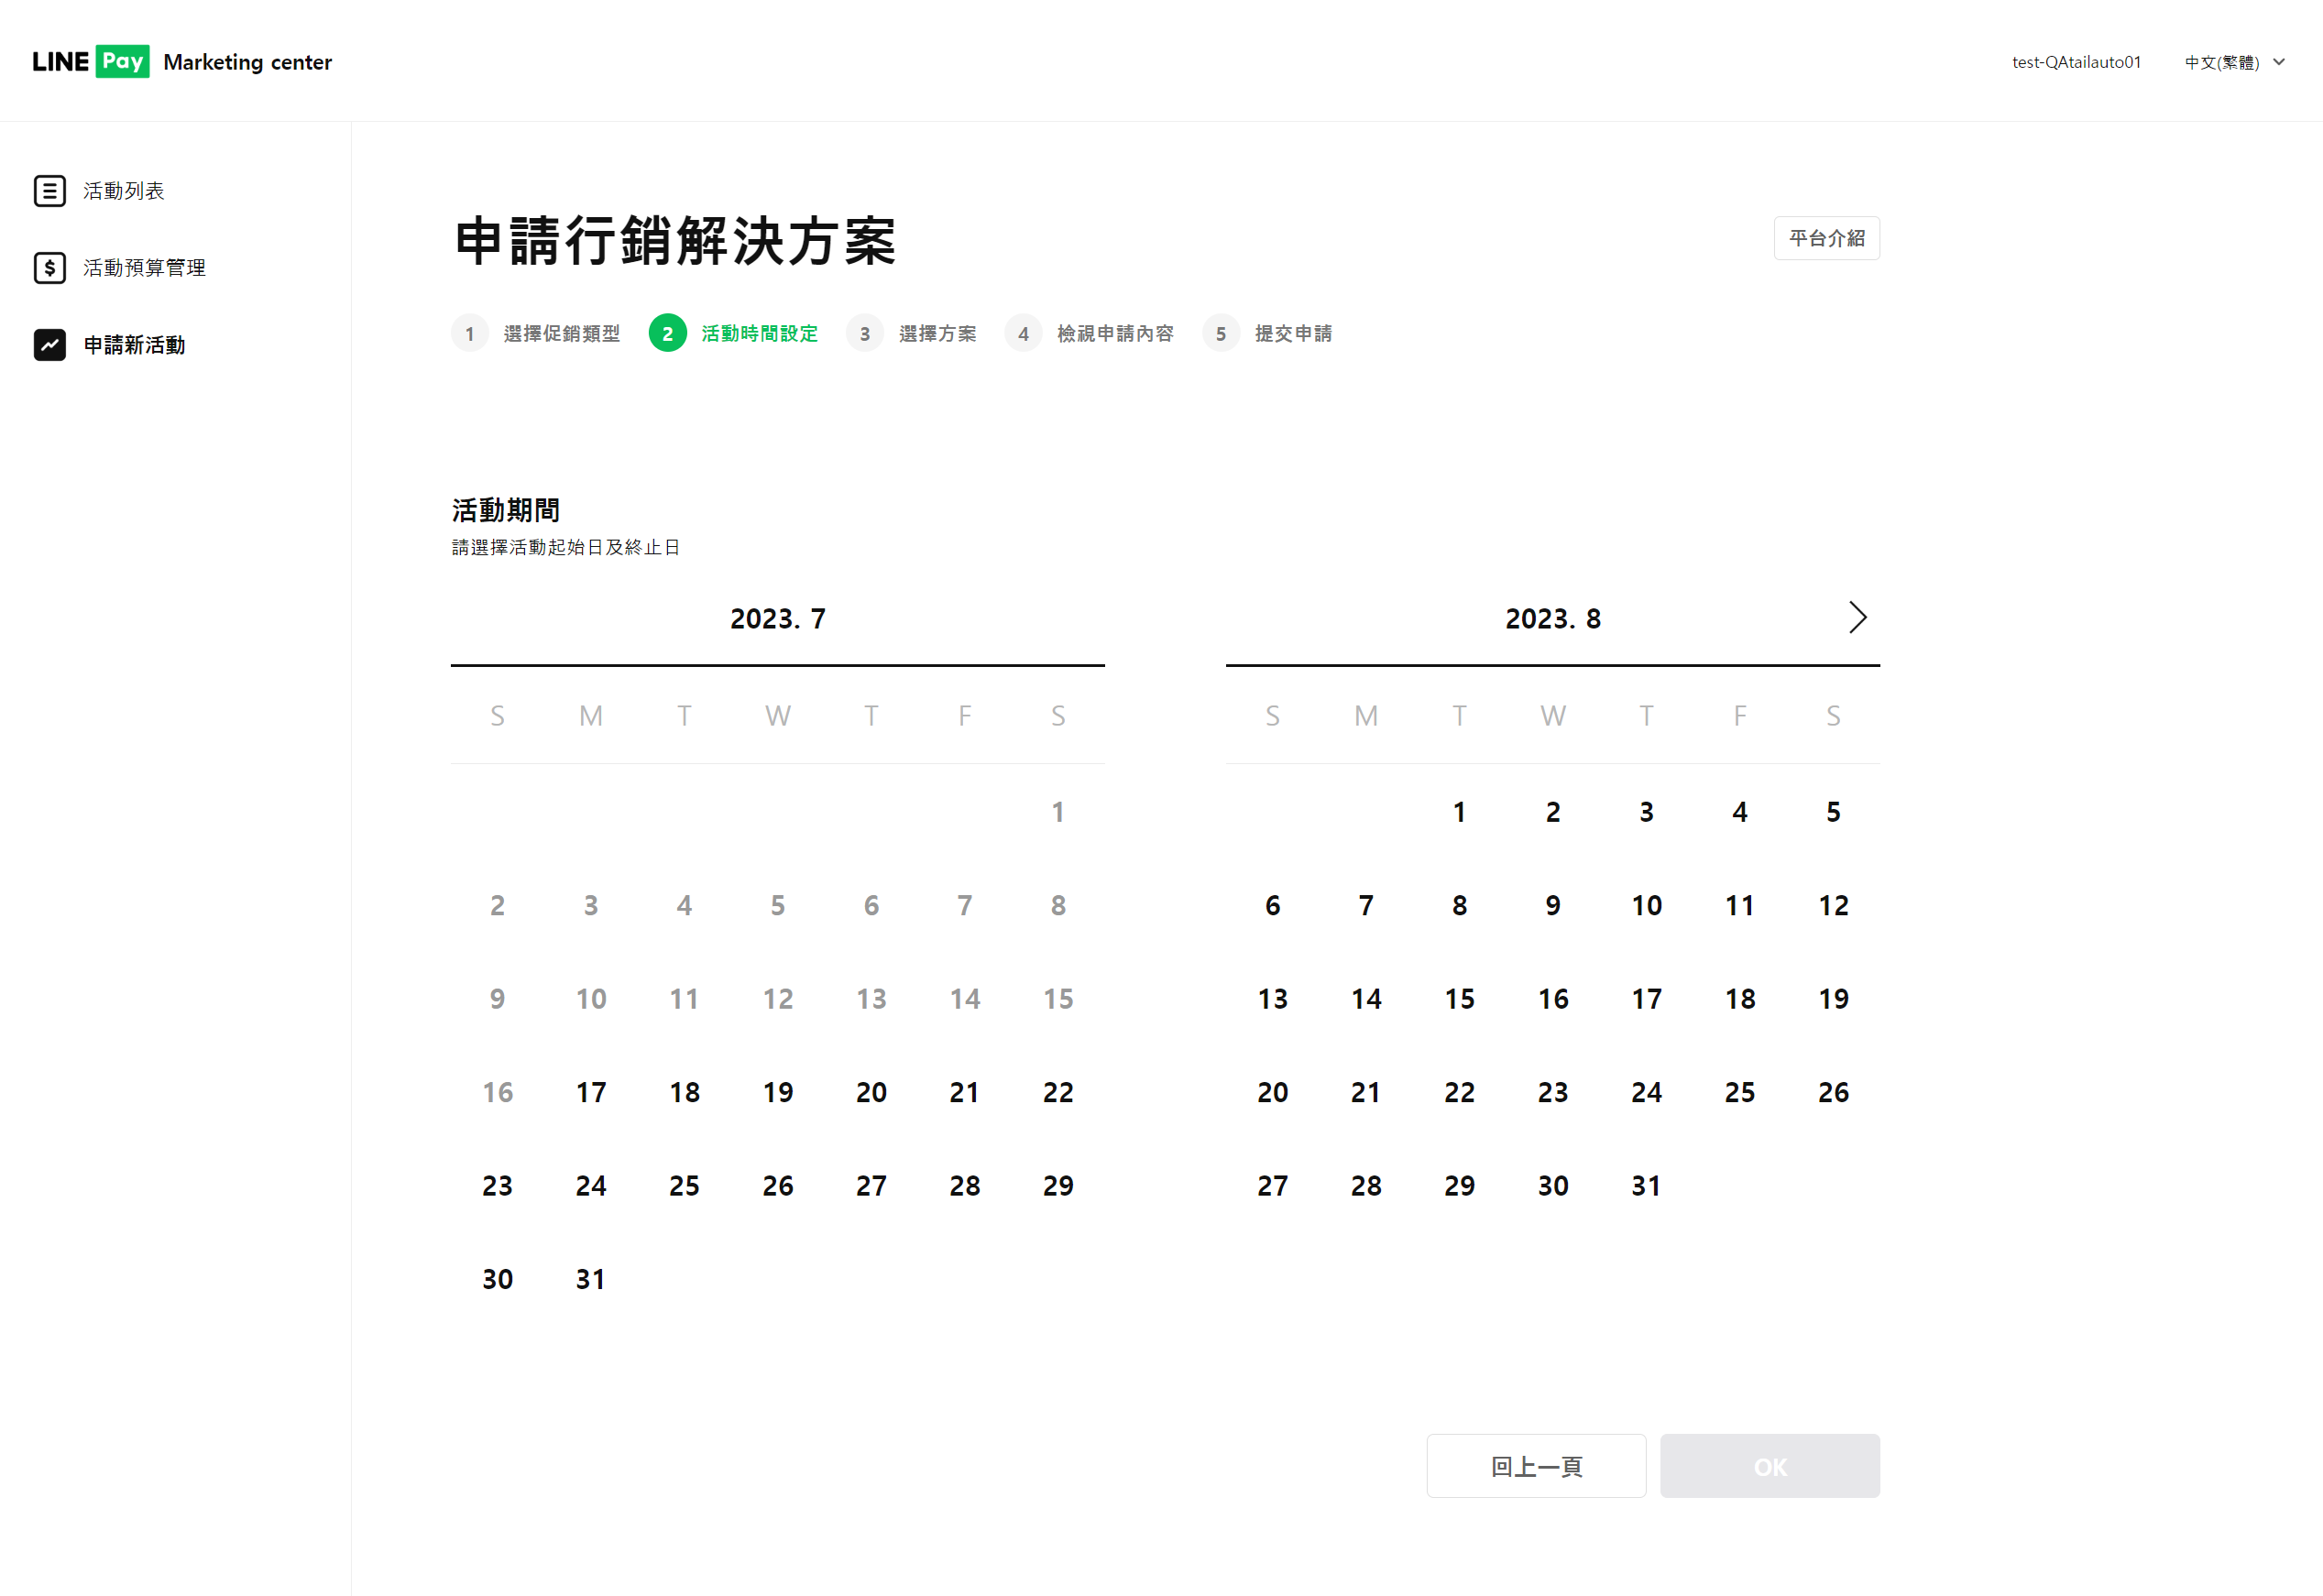 LINE Pay Marketing center
test-QAtailauto01
中文(繁體)
活動列表
活動預算管理
申請新活動
申請行銷解決方案
平台介紹
1 選擇促銷類型 2 活動時間設定 3 選擇方案 4 檢視申請內容 5 提交申請
活動期間
請選擇活動起始日及終止日
2023. 7
S M T W T F S
1
2 3 4 5 6 7 8
9 10 11 12 13 14 15
16 17 18 19 20 21 22
23 24 25 26 27 28 29
30 31
2023. 8
S M T W T F S
1 2 3 4 5
6 7 8 9 10 11 12
13 14 15 16 17 18 19
20 21 22 23 24 25 26
27 28 29 30 31
回上一頁
OK